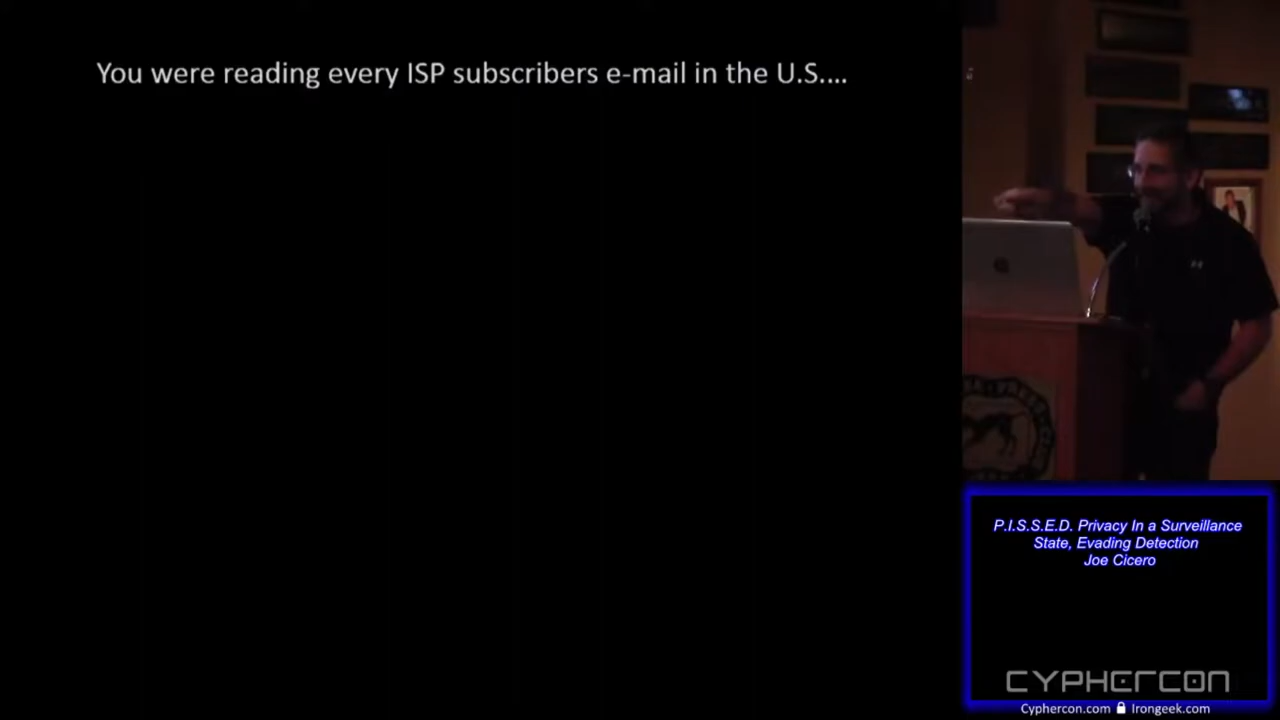 You were reading every ISP subscribers e-mail in the U.S....
P.I.S.S.E.D. Privacy In a Surveillance
State, Evading Detection
Joe Cicero
CYPHERCON
Cyphercon.com Irongeek.com